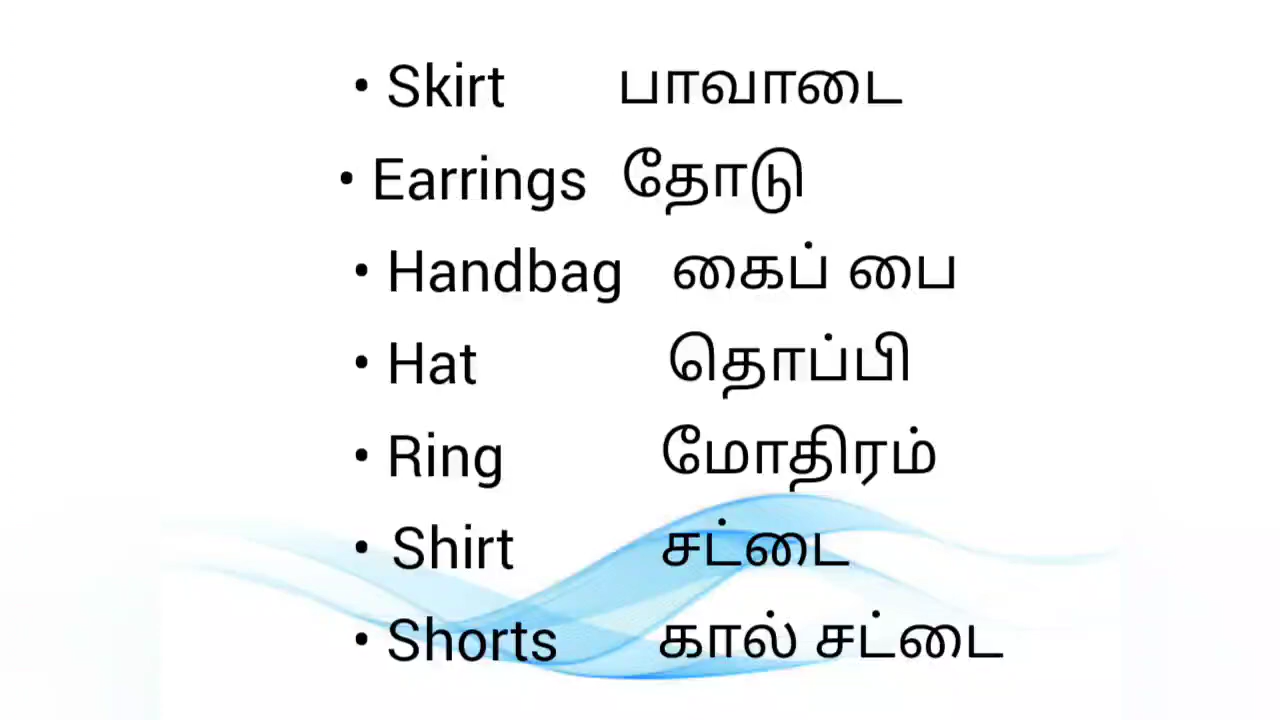 • Skirt பாவாடை
• Earrings தோடு
• Handbag கைப் பை
• Hat தொப்பி
• Ring மோதிரம்
• Shirt சட்டை
• Shorts கால் சட்டை